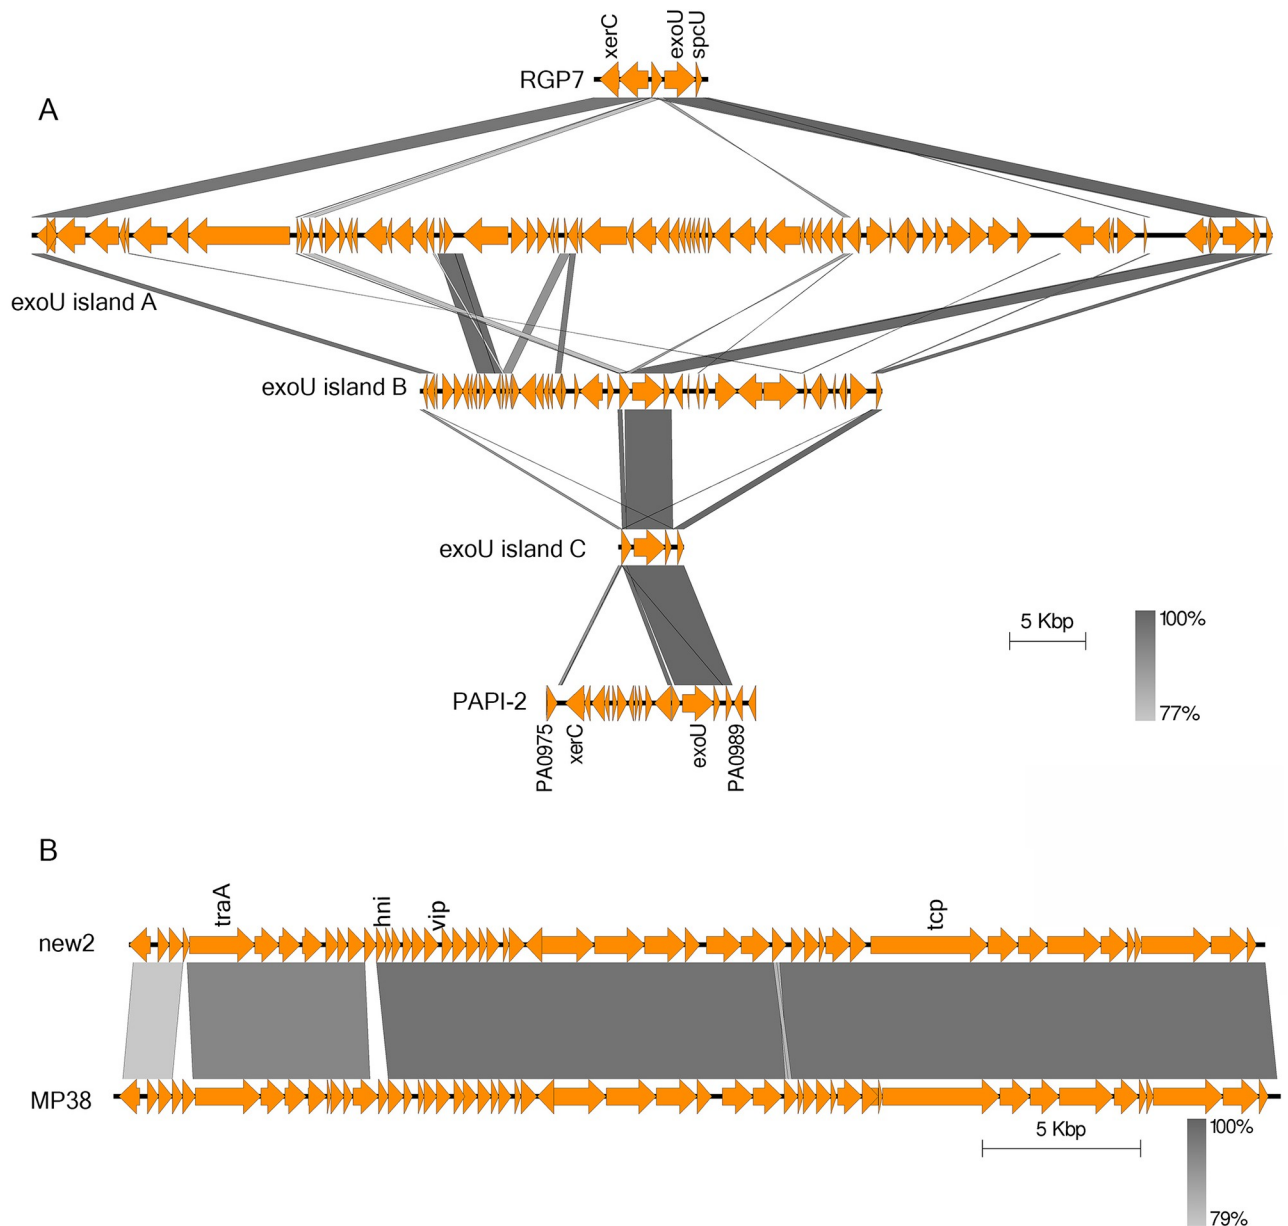 xerC
exoU
spcU
RGP7
A
exoU island A
exoU island B
exoU island C
5 Kbp
100%
77%
PAPI-2
PA0975
xerC
exoU
PA0989
B
traA
hni
vip
tcp
new2
MP38
5 Kbp
100%
79%